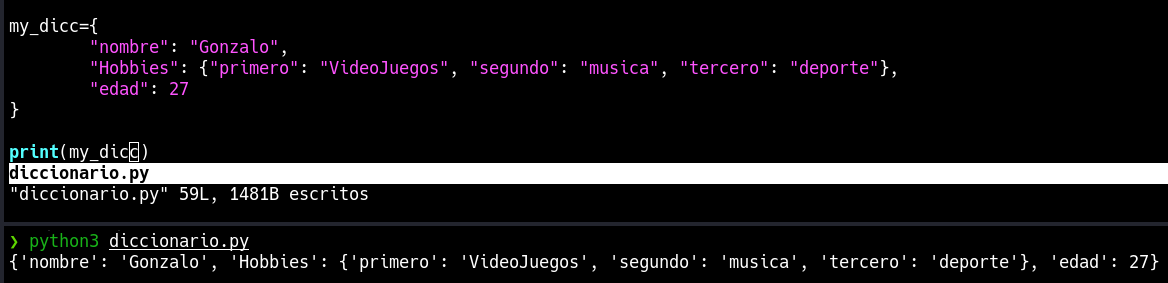 my_dicc={
        "nombre": "Gonzalo",
        "Hobbies": {"primero": "VideoJuegos", "segundo": "musica", "tercero": "deporte"},
        "edad": 27
}
print(my_dicc)
diccionario.py
"diccionario.py" 59L, 1481B escritos
❯ python3 diccionario.py
{'nombre': 'Gonzalo', 'Hobbies': {'primero': 'VideoJuegos', 'segundo': 'musica', 'tercero': 'deporte'}, 'edad': 27}